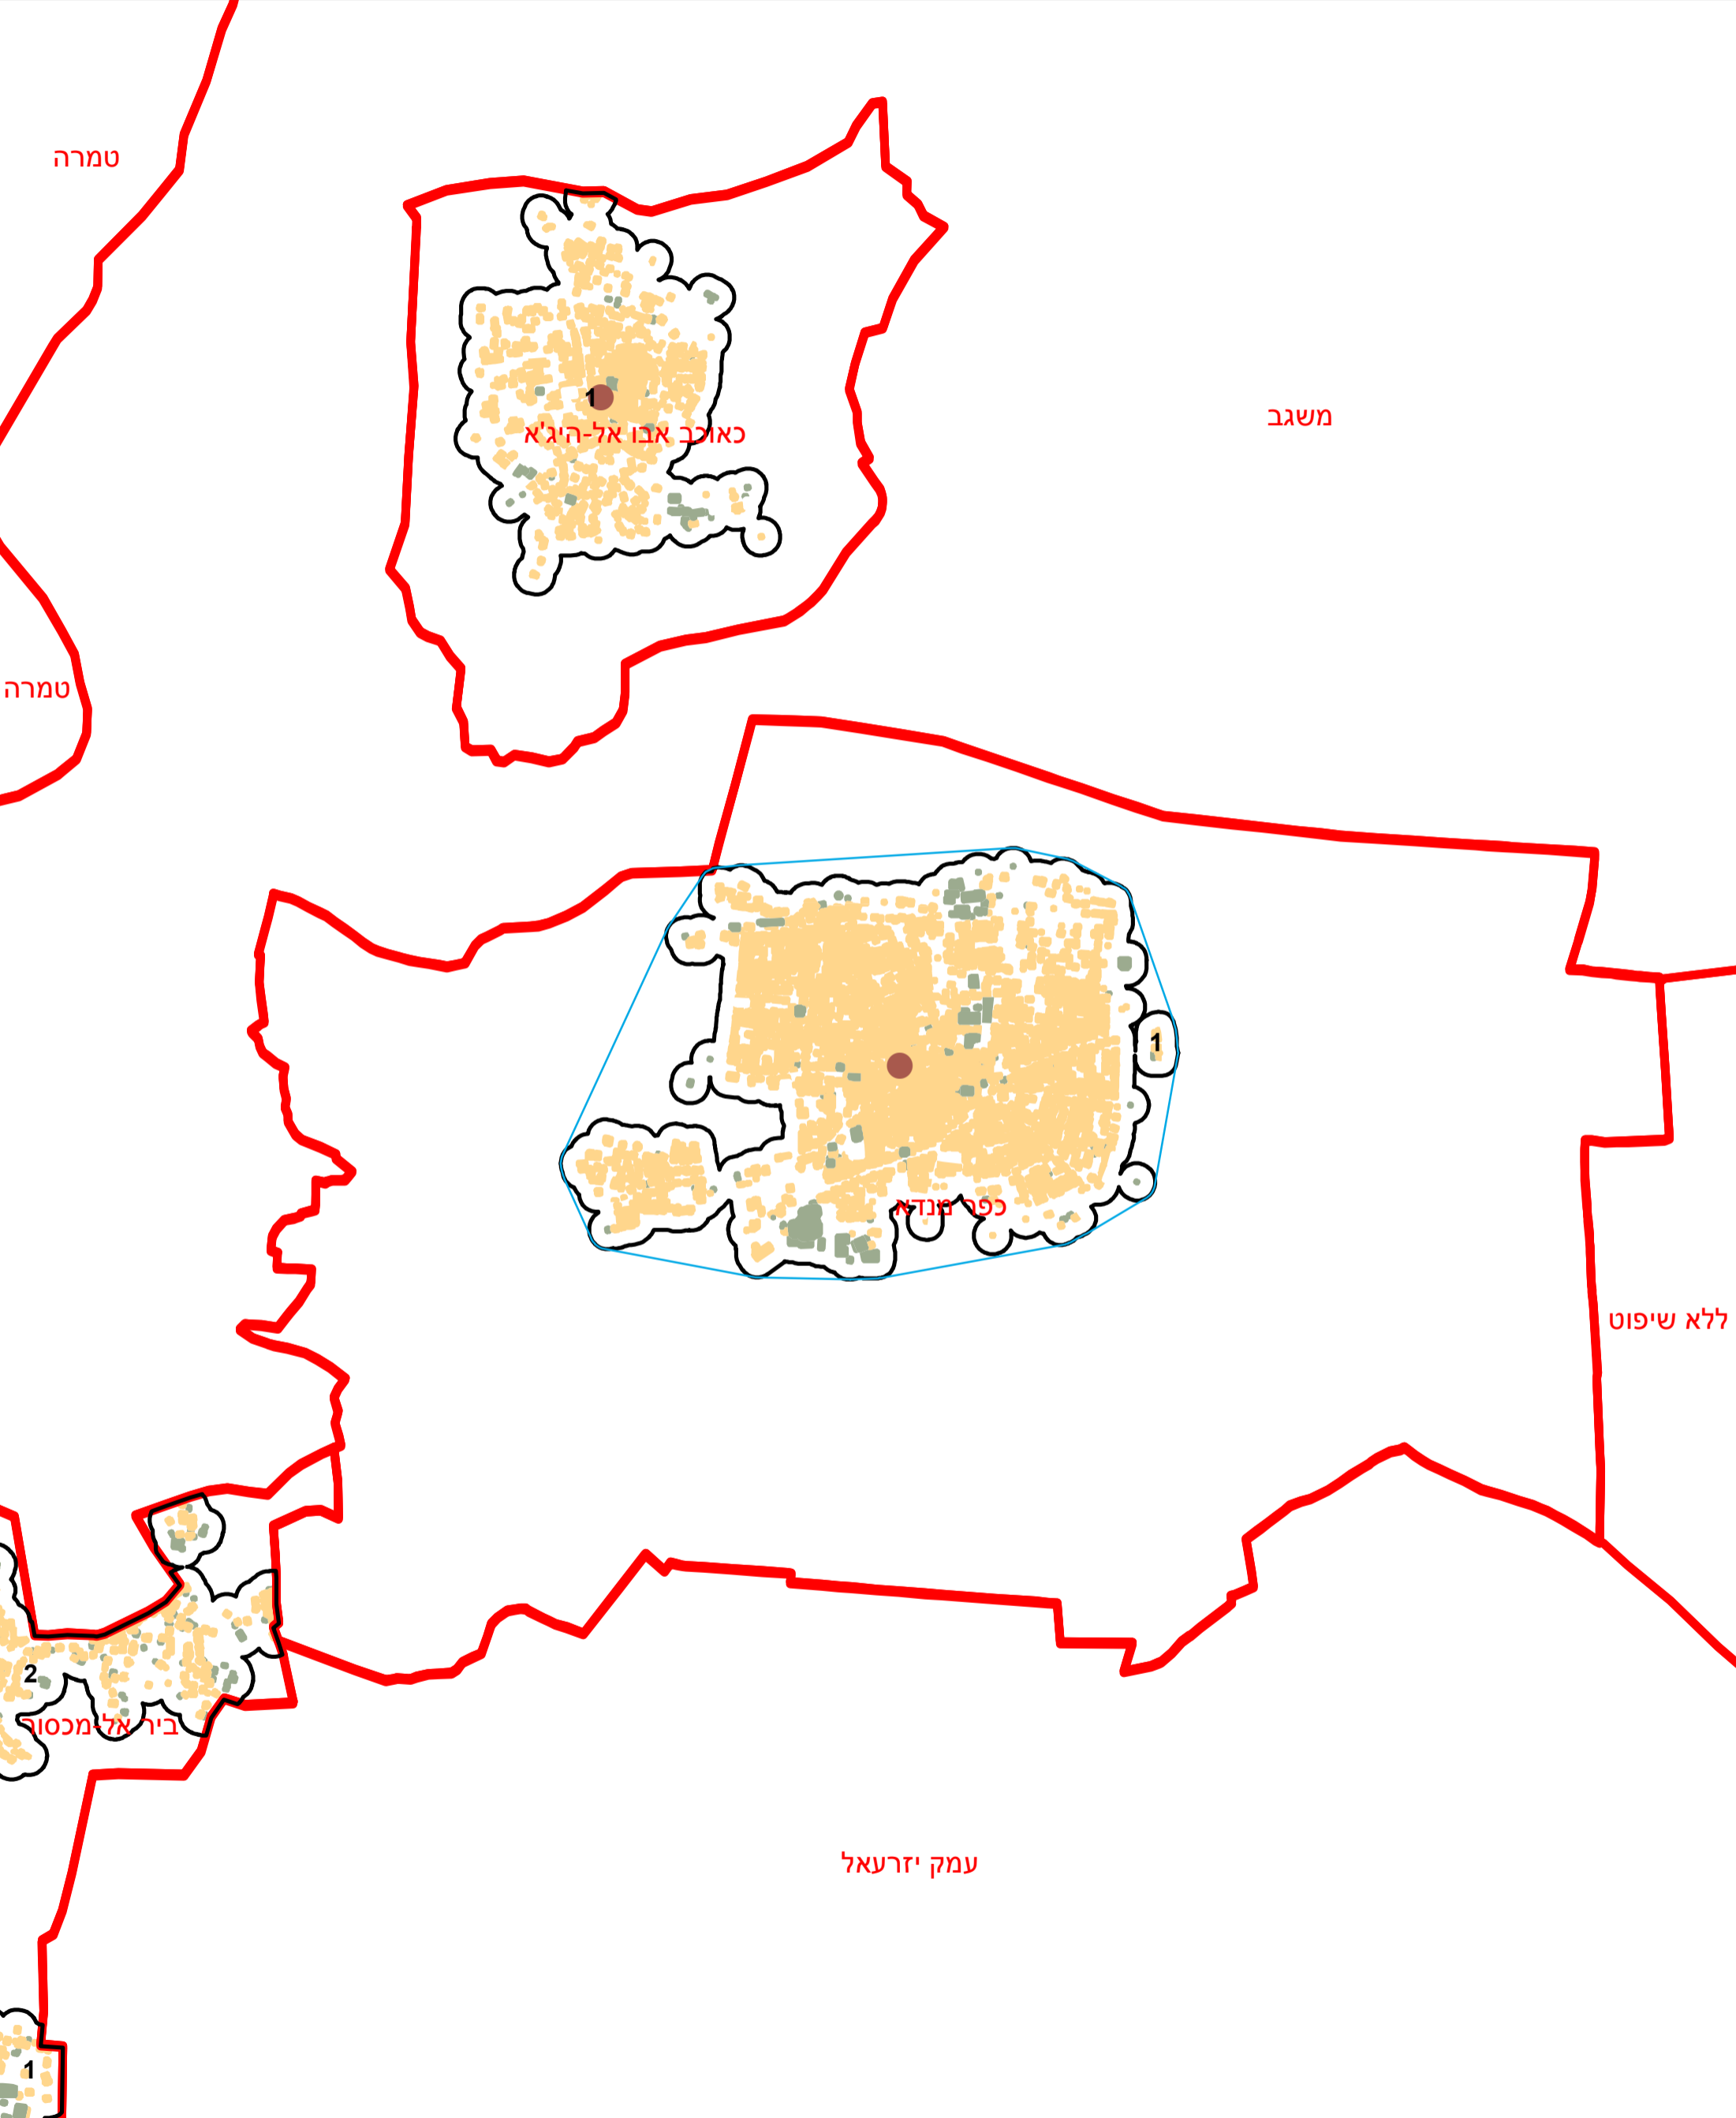 טמרה
משגב
1
כאוכב אבו אל-היג'א
טמרה
1
כפר מנדא
ללא שיפוט
2
ביר אל-מכסור
עמק יזרעאל
1